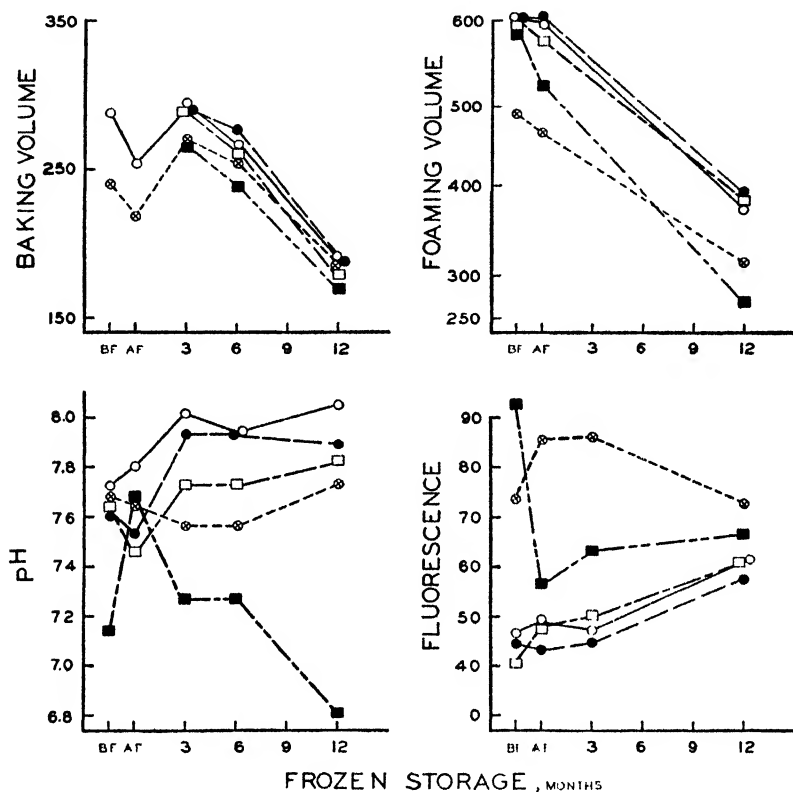 BAKING VOLUME
350
250
150
BF AF 3 6 9 12
FOAMING VOLUME
600
500
400
300
250
BF AF 3 6 9 12
pH
8.0
7.8
7.6
7.4
7.2
7.0
6.8
BF AF 3 6 9 12
FLUORESCENCE
90
80
70
60
50
40
0
BF AF 3 6 9 12
FROZEN STORAGE, MONTHS